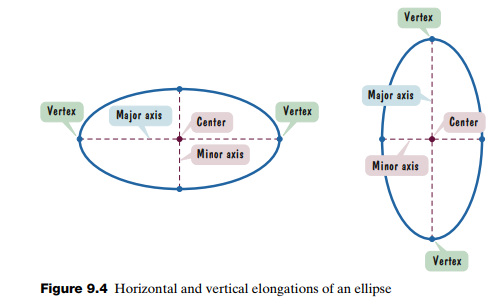 Vertex
Major axis
Center
Vertex
Minor axis
Vertex
Major axis
Center
Minor axis
Vertex
Figure 9.4 Horizontal and vertical elongations of an ellipse